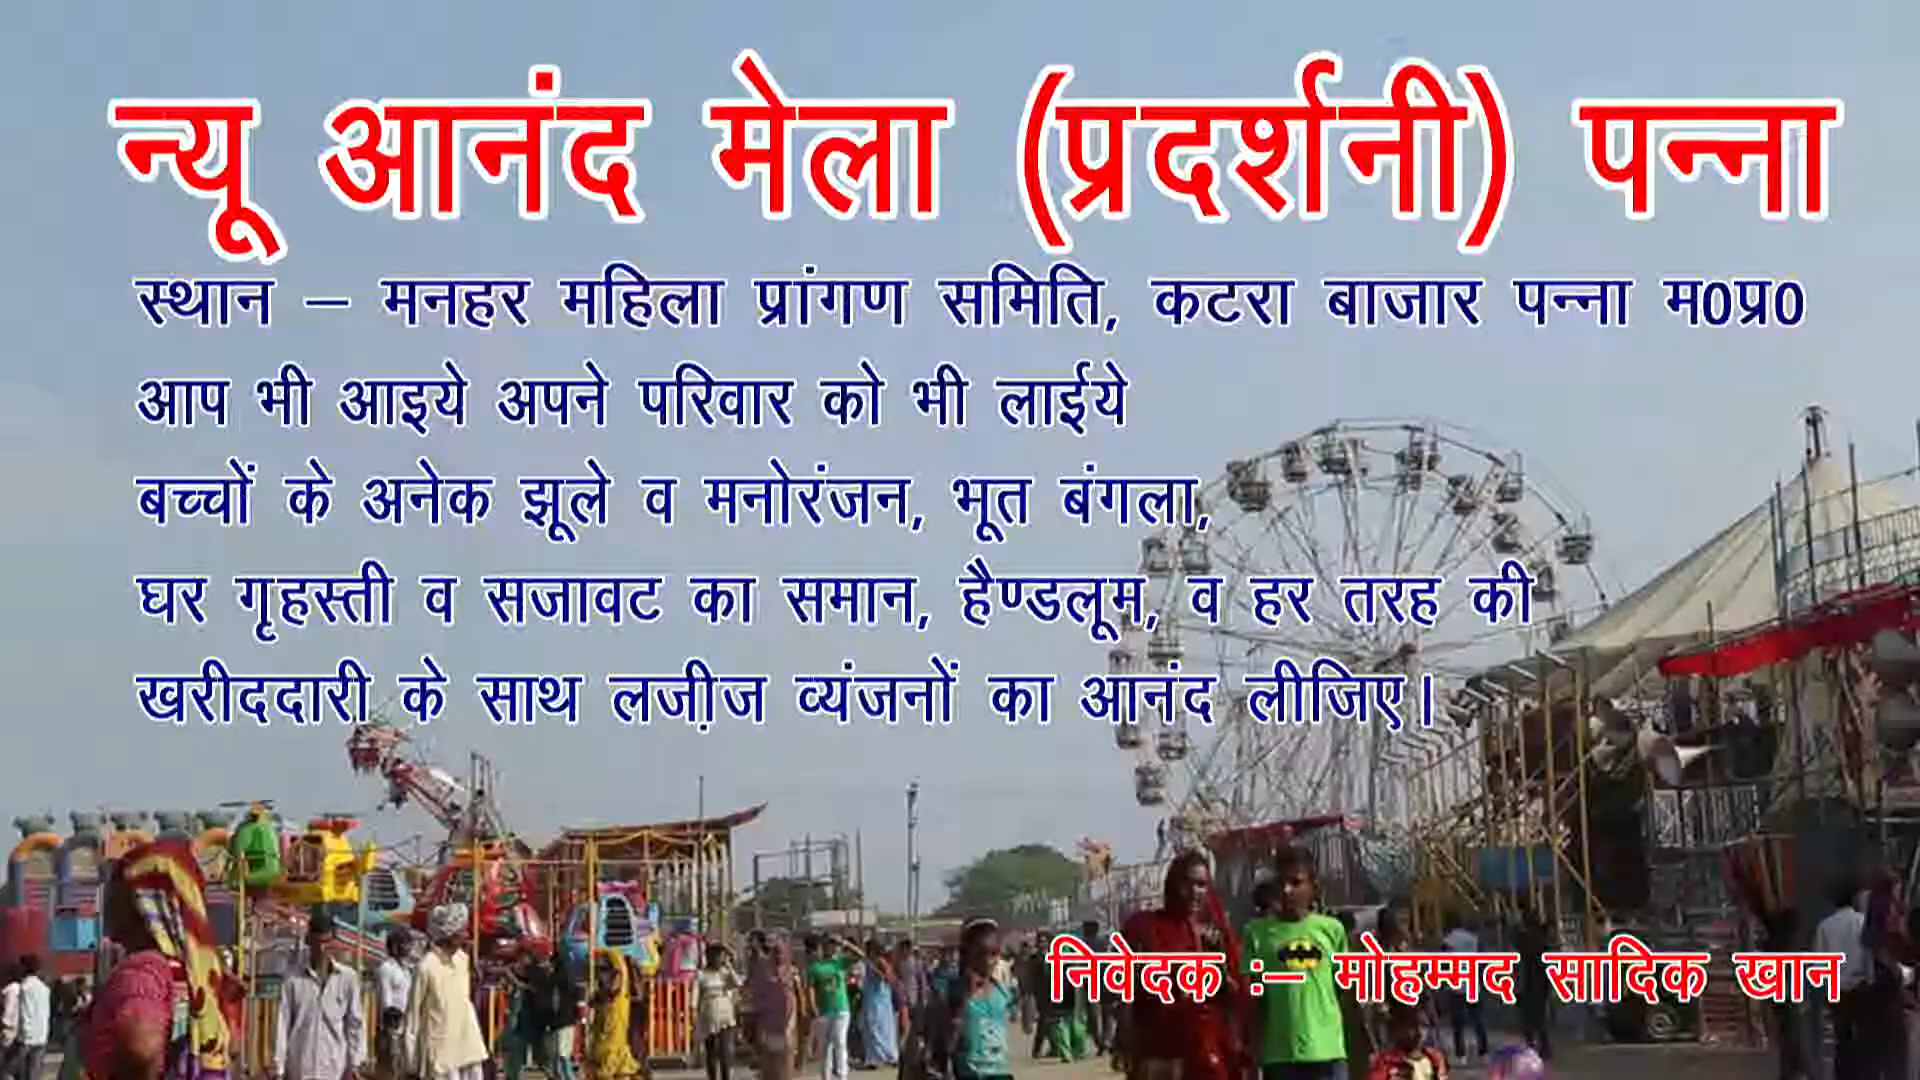 न्यू आनंद मेला (प्रदर्शनी) पन्ना
स्थान – मनहर महिला प्रांगण समिति, कटरा बाजार पन्ना म0प्र0
आप भी आइये अपने परिवार को भी लाईये
बच्चों के अनेक झूले व मनोरंजन, भूत बंगला,
घर गृहस्ती व सजावट का समान, हैण्डलूम, व हर तरह की
खरीददारी के साथ लजी़ज व्यंजनों का आनंद लीजिए।
निवेदक :– मोहम्मद सादिक खान